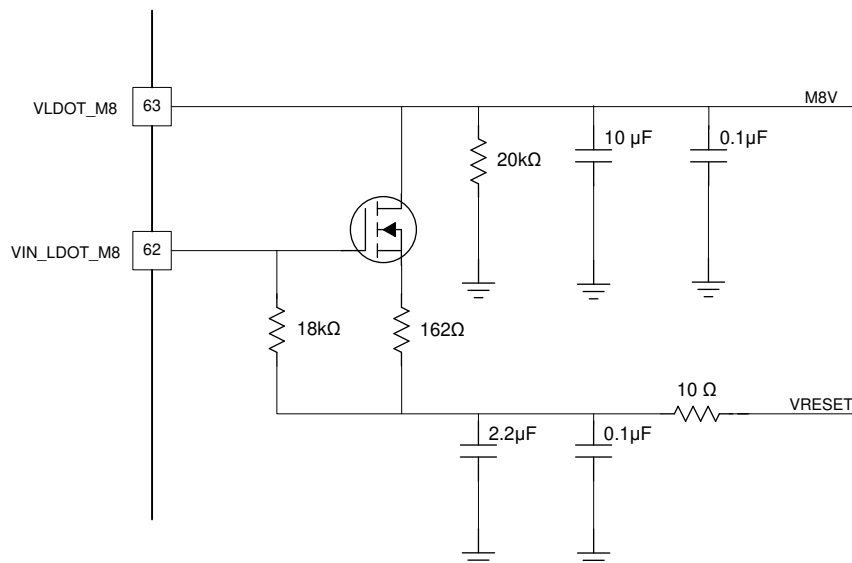 VLDOT_M8
63
M8V
20kΩ
10 µF
0.1µF
VIN_LDOT_M8
62
18kΩ
162Ω
10 Ω
VRESET
2.2µF
0.1µF